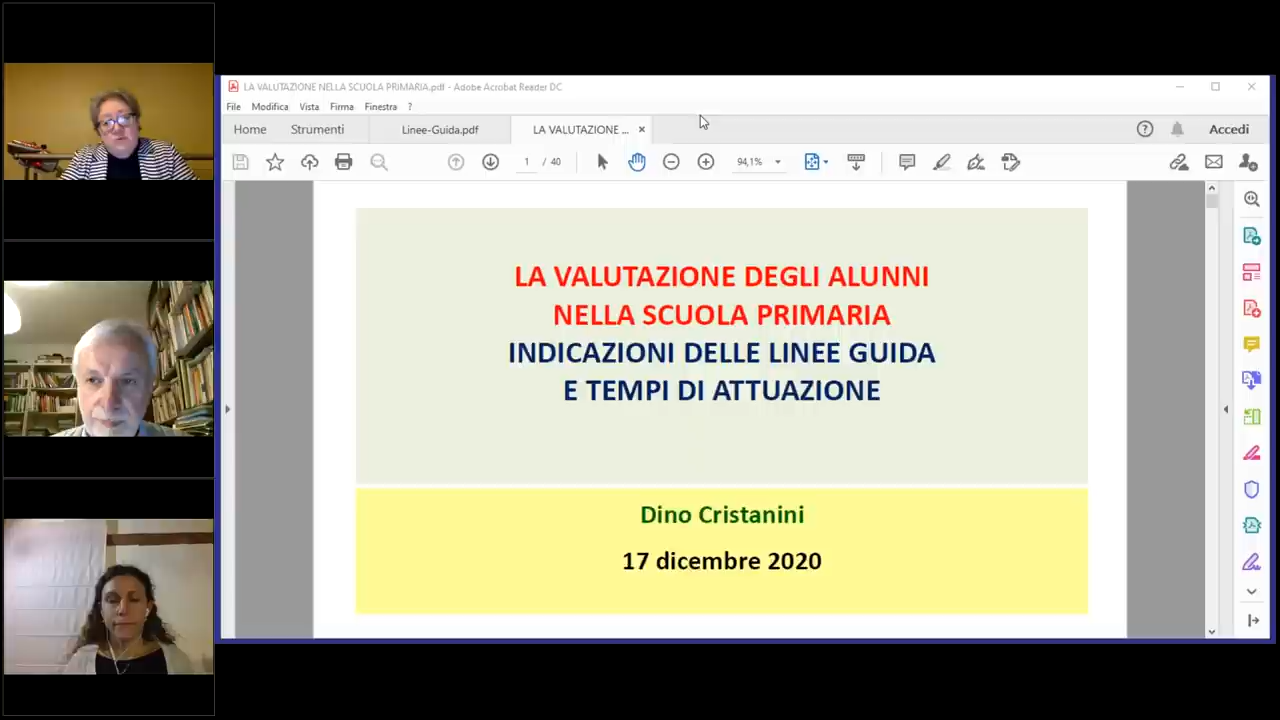 LA VALUTAZIONE NELLA SCUOLA PRIMARIA.pdf - Adobe Acrobat Reader DC
File Modifica Vista Firma Finestra ?
Home Strumenti Linee-Guida.pdf LA VALUTAZIONE ... × Accedi
1 / 40 94,1%
LA VALUTAZIONE DEGLI ALUNNI
NELLA SCUOLA PRIMARIA
INDICAZIONI DELLE LINEE GUIDA
E TEMPI DI ATTUAZIONE
Dino Cristanini
17 dicembre 2020